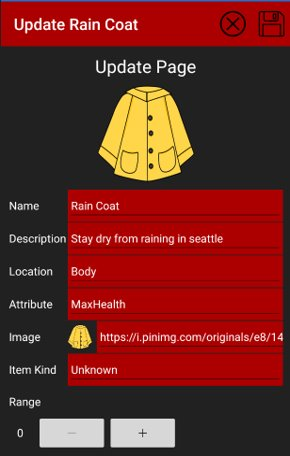 Update Rain Coat
Update Page
Name Rain Coat
Description Stay dry from raining in seattle
Location Body
Attribute MaxHealth
Image https://i.pinimg.com/originals/e8/14
Item Kind Unknown
Range
0 − +